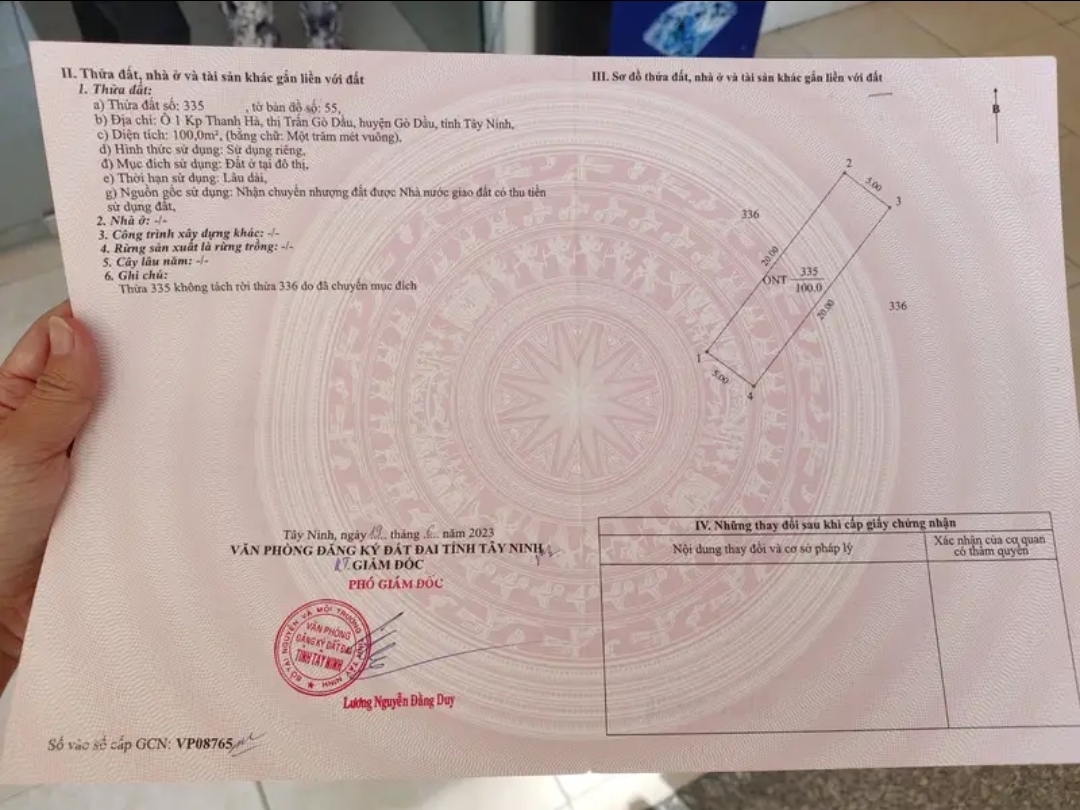 II. Thửa đất, nhà ở và tài sản khác gắn liền với đất
1. Thửa đất:
a) Thửa đất số: 335 , tờ bản đồ số: 55,
b) Địa chỉ: Ô 1 Kp Thanh Hà, thị Trấn Gò Dầu, huyện Gò Dầu, tỉnh Tây Ninh,
c) Diện tích: 100,0m², (bằng chữ: Một trăm mét vuông),
d) Hình thức sử dụng: Sử dụng riêng,
đ) Mục đích sử dụng: Đất ở tại đô thị,
e) Thời hạn sử dụng: Lâu dài,
g) Nguồn gốc sử dụng: Nhận chuyển nhượng đất được Nhà nước giao đất có thu tiền
sử dụng đất,
2. Nhà ở: -/-
3. Công trình xây dựng khác: -/-
4. Rừng sản xuất là rừng trồng: -/-
5. Cây lâu năm: -/-
6. Ghi chú:
Thửa 335 không tách rời thửa 336 do đã chuyển mục đích
Tây Ninh, ngày 19 tháng 6 năm 2023
VĂN PHÒNG ĐĂNG KÝ ĐẤT ĐAI TỈNH TÂY NINH
KT. GIÁM ĐỐC
PHÓ GIÁM ĐỐC
VĂN PHÒNG
ĐĂNG KÝ ĐẤT ĐAI
TỈNH TÂY NINH
Lương Nguyễn Đăng Duy
Số vào sổ cấp GCN: VP08765
III. Sơ đồ thửa đất, nhà ở và tài sản khác gắn liền với đất
B
2
5.00
3
336
20.00
ONT 335
100.0
20.00
336
1
5.00
4
IV. Những thay đổi sau khi cấp giấy chứng nhận
Nội dung thay đổi và cơ sở pháp lý
Xác nhận của cơ quan
có thẩm quyền